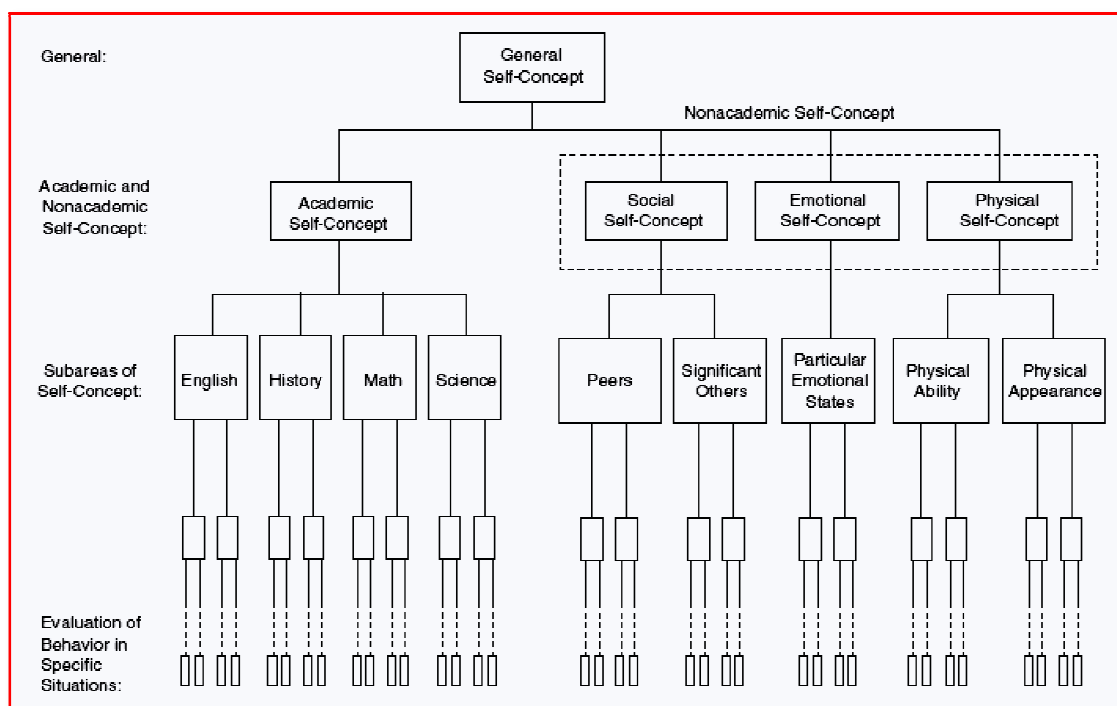 General:
General
Self-Concept
Nonacademic Self-Concept
Academic and
Nonacademic
Self-Concept:
Academic
Self-Concept
Social
Self-Concept
Emotional
Self-Concept
Physical
Self-Concept
Subareas of
Self-Concept:
English
History
Math
Science
Peers
Significant
Others
Particular
Emotional
States
Physical
Ability
Physical
Appearance
Evaluation of
Behavior in
Specific
Situations: